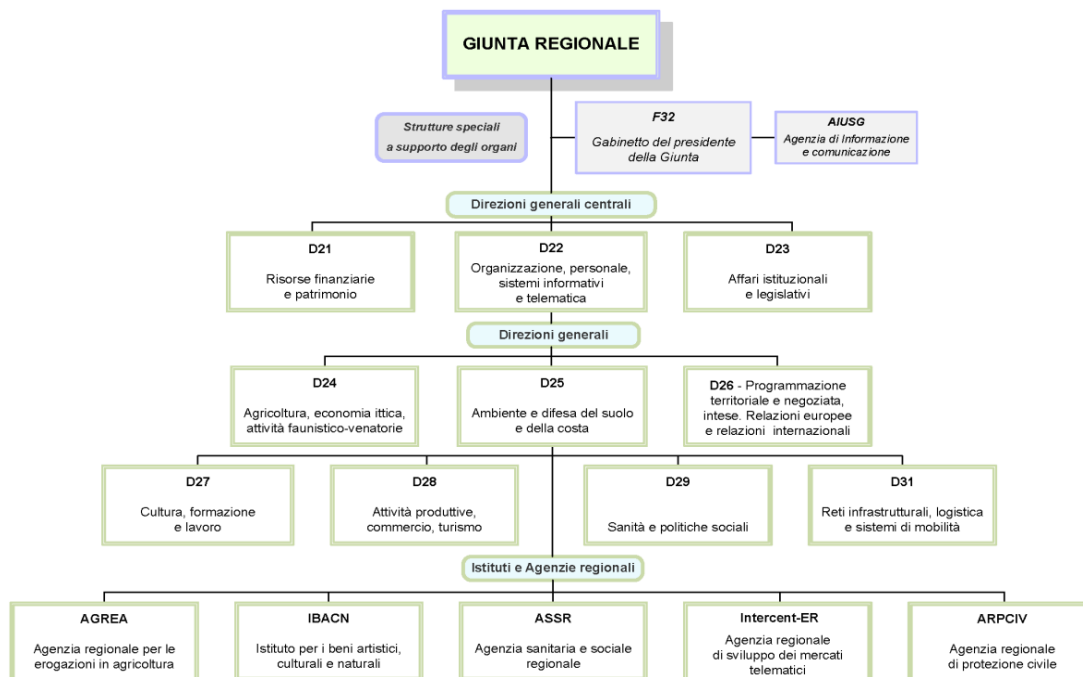 GIUNTA REGIONALE
Strutture speciali
a supporto degli organi
F32
Gabinetto del presidente
della Giunta
AIUSG
Agenzia di Informazione
e comunicazione
Direzioni generali centrali
D21
Risorse finanziarie
e patrimonio
D22
Organizzazione, personale,
sistemi informativi
e telematica
D23
Affari istituzionali
e legislativi
Direzioni generali
D24
Agricoltura, economia ittica,
attività faunistico-venatorie
D25
Ambiente e difesa del suolo
e della costa
D26 - Programmazione
territoriale e negoziata,
intese. Relazioni europee
e relazioni internazionali
D27
Cultura, formazione
e lavoro
D28
Attività produttive,
commercio, turismo
D29
Sanità e politiche sociali
D31
Reti infrastrutturali, logistica
e sistemi di mobilità
Istituti e Agenzie regionali
AGREA
Agenzia regionale per le
erogazioni in agricoltura
IBACN
Istituto per i beni artistici,
culturali e naturali
ASSR
Agenzia sanitaria e sociale
regionale
Intercent-ER
Agenzia regionale
di sviluppo dei mercati
telematici
ARPCIV
Agenzia regionale
di protezione civile